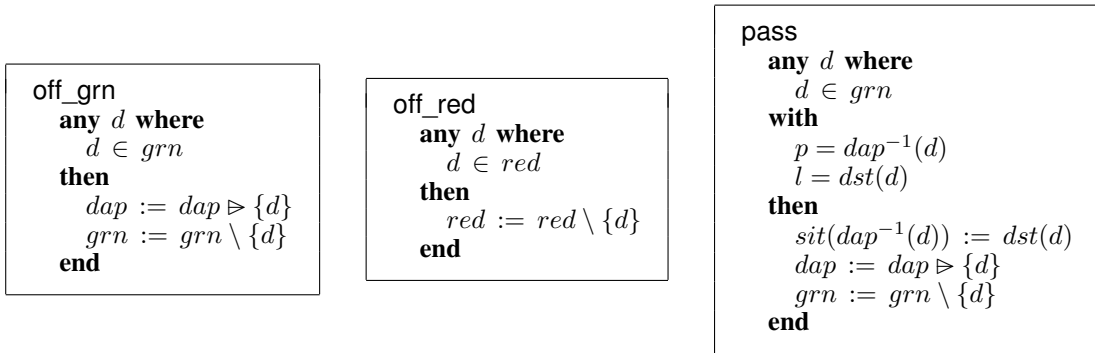 off_grn
any d where
d ∈ grn
then
dap := dap ⩥ {d}
grn := grn \ {d}
end
off_red
any d where
d ∈ red
then
red := red \ {d}
end
pass
any d where
d ∈ grn
with
p = dap⁻¹(d)
l = dst(d)
then
sit(dap⁻¹(d)) := dst(d)
dap := dap ⩥ {d}
grn := grn \ {d}
end